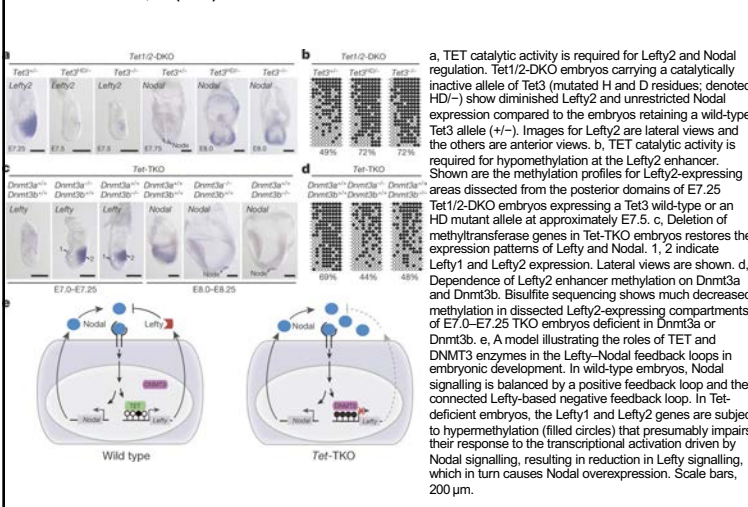 a
Tet1/2-DKO
Tet3+/− Tet3HD/− Tet3−/− Tet3+/− Tet3HD/− Tet3−/−
Lefty2 Lefty2 Lefty2 Nodal Nodal Nodal
Node
E7.25 E7.5 E7.5 E7.75 E8.0 E8.0
b
Tet1/2-DKO
Tet3+/− Tet3HD/− Tet3−/−
49% 72% 72%
c
Tet-TKO
Dnmt3a+/+ Dnmt3a−/− Dnmt3a+/+ Dnmt3a+/+ Dnmt3a−/− Dnmt3a+/+
Lefty Lefty Lefty Nodal Nodal Nodal
1 2 1 2
Node Node
E7.0–E7.25 E8.0–E8.25
d
Tet-TKO
69% 44% 48%
e
Nodal Lefty
DNMT3
TET
Nodal Lefty
Wild type
Nodal
DNMT3
Nodal Lefty
Tet-TKO
a, TET catalytic activity is required for Lefty2 and Nodal
regulation. Tet1/2-DKO embryos carrying a catalytically
inactive allele of Tet3 (mutated H and D residues; denoted
HD/−) show diminished Lefty2 and unrestricted Nodal
expression compared to the embryos retaining a wild-type
Tet3 allele (+/−). Images for Lefty2 are lateral views and
the others are anterior views. b, TET catalytic activity is
required for hypomethylation at the Lefty2 enhancer.
Shown are the methylation profiles for Lefty2-expressing
areas dissected from the posterior domains of E7.25
Tet1/2-DKO embryos expressing a Tet3 wild-type or an
HD mutant allele at approximately E7.5. c, Deletion of
methyltransferase genes in Tet-TKO embryos restores the
expression patterns of Lefty and Nodal. 1, 2 indicate
Lefty1 and Lefty2 expression. Lateral views are shown. d,
Dependence of Lefty2 enhancer methylation on Dnmt3a
and Dnmt3b. Bisulfite sequencing shows much decreased
methylation in dissected Lefty2-expressing compartments
of E7.0–E7.25 TKO embryos deficient in Dnmt3a or
Dnmt3b. e, A model illustrating the roles of TET and
DNMT3 enzymes in the Lefty–Nodal feedback loops in
embryonic development. In wild-type embryos, Nodal
signalling is balanced by a positive feedback loop and the
connected Lefty-based negative feedback loop. In Tet-
deficient embryos, the Lefty1 and Lefty2 genes are subject
to hypermethylation (filled circles) that presumably impairs
their response to the transcriptional activation driven by
Nodal signalling, resulting in reduction in Lefty signalling,
which in turn causes Nodal overexpression. Scale bars,
200 μm.